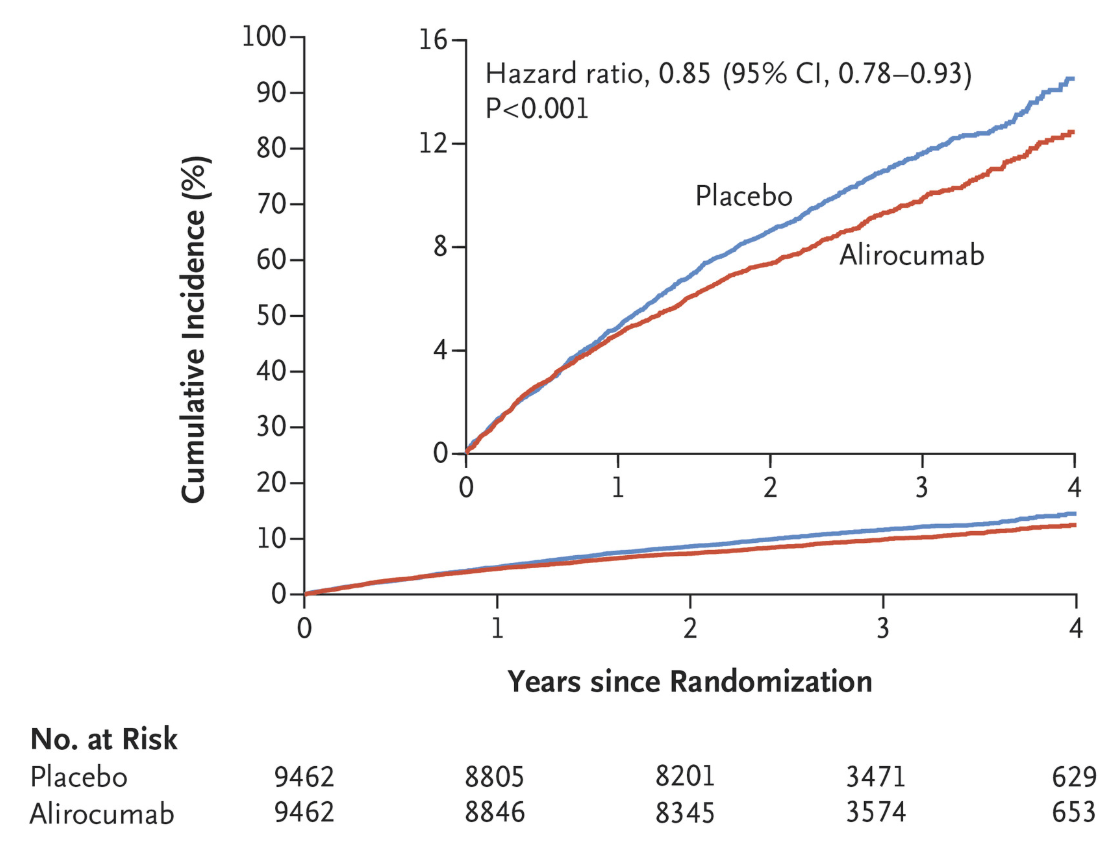 100
90
80
70
60
50
40
30
20
10
0
Cumulative Incidence (%)
16
12
8
4
0
Hazard ratio, 0.85 (95% CI, 0.78–0.93)
P<0.001
Placebo
Alirocumab
0 1 2 3 4
0 1 2 3 4
Years since Randomization
No. at Risk
Placebo 9462 8805 8201 3471 629
Alirocumab 9462 8846 8345 3574 653